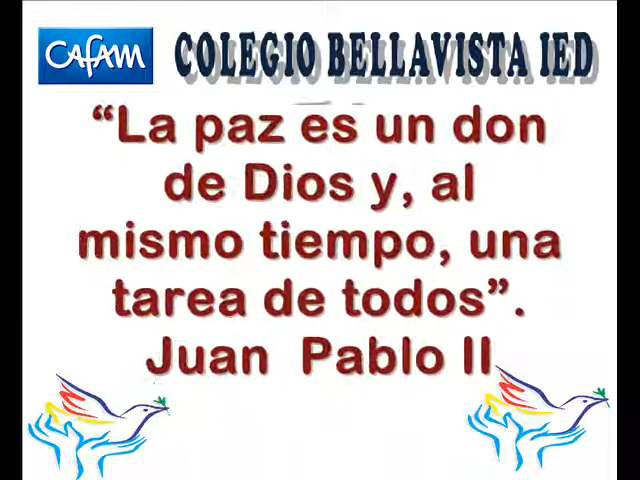 CAFAM
COLEGIO BELLAVISTA IED
“La paz es un don
de Dios y, al
mismo tiempo, una
tarea de todos”.
Juan Pablo II